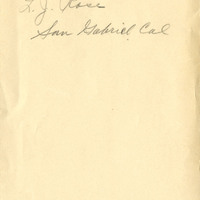 L. J. Rose
San Gabriel, Cal